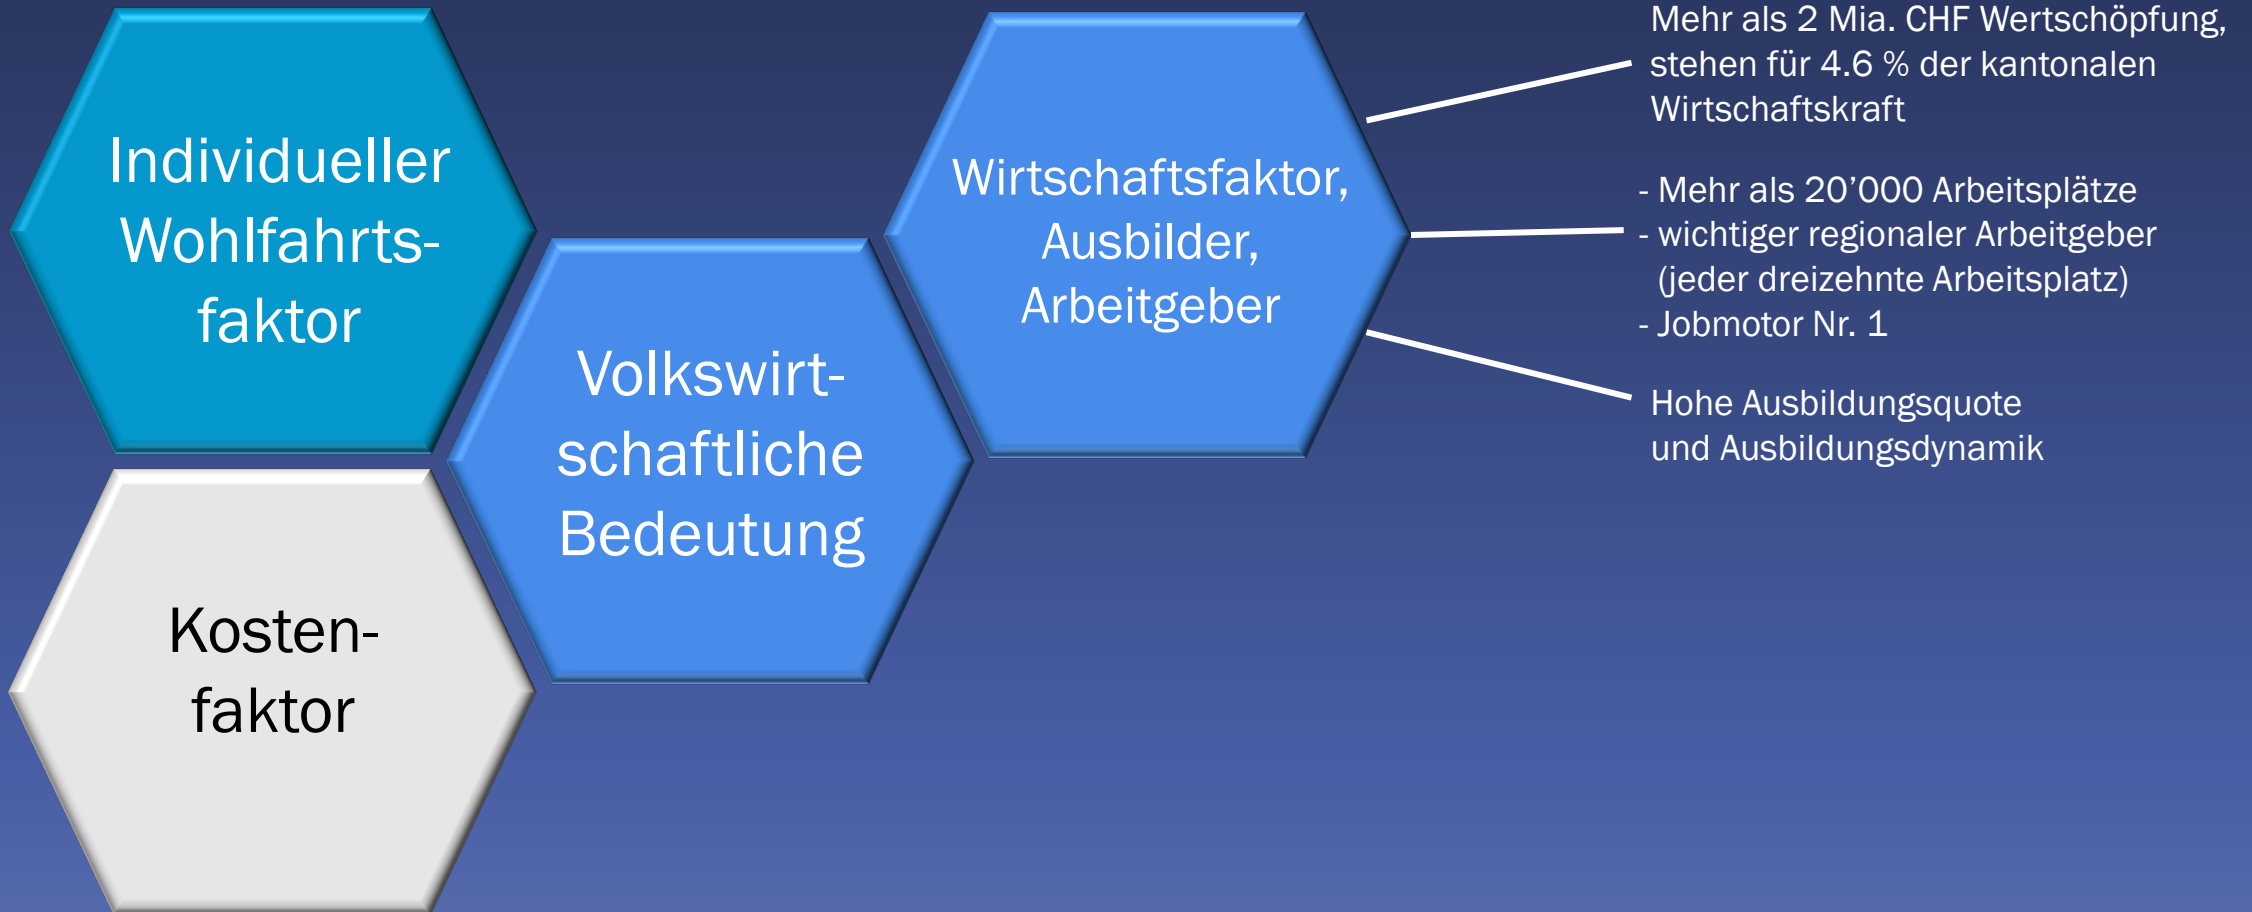 Individueller
Wohlfahrts-
faktor
Kosten-
faktor
Volkswirt-
schaftliche
Bedeutung
Wirtschaftsfaktor,
Ausbilder,
Arbeitgeber
Mehr als 2 Mia. CHF Wertschöpfung,
stehen für 4.6 % der kantonalen
Wirtschaftskraft
- Mehr als 20’000 Arbeitsplätze
- wichtiger regionaler Arbeitgeber
(jeder dreizehnte Arbeitsplatz)
- Jobmotor Nr. 1
Hohe Ausbildungsquote
und Ausbildungsdynamik